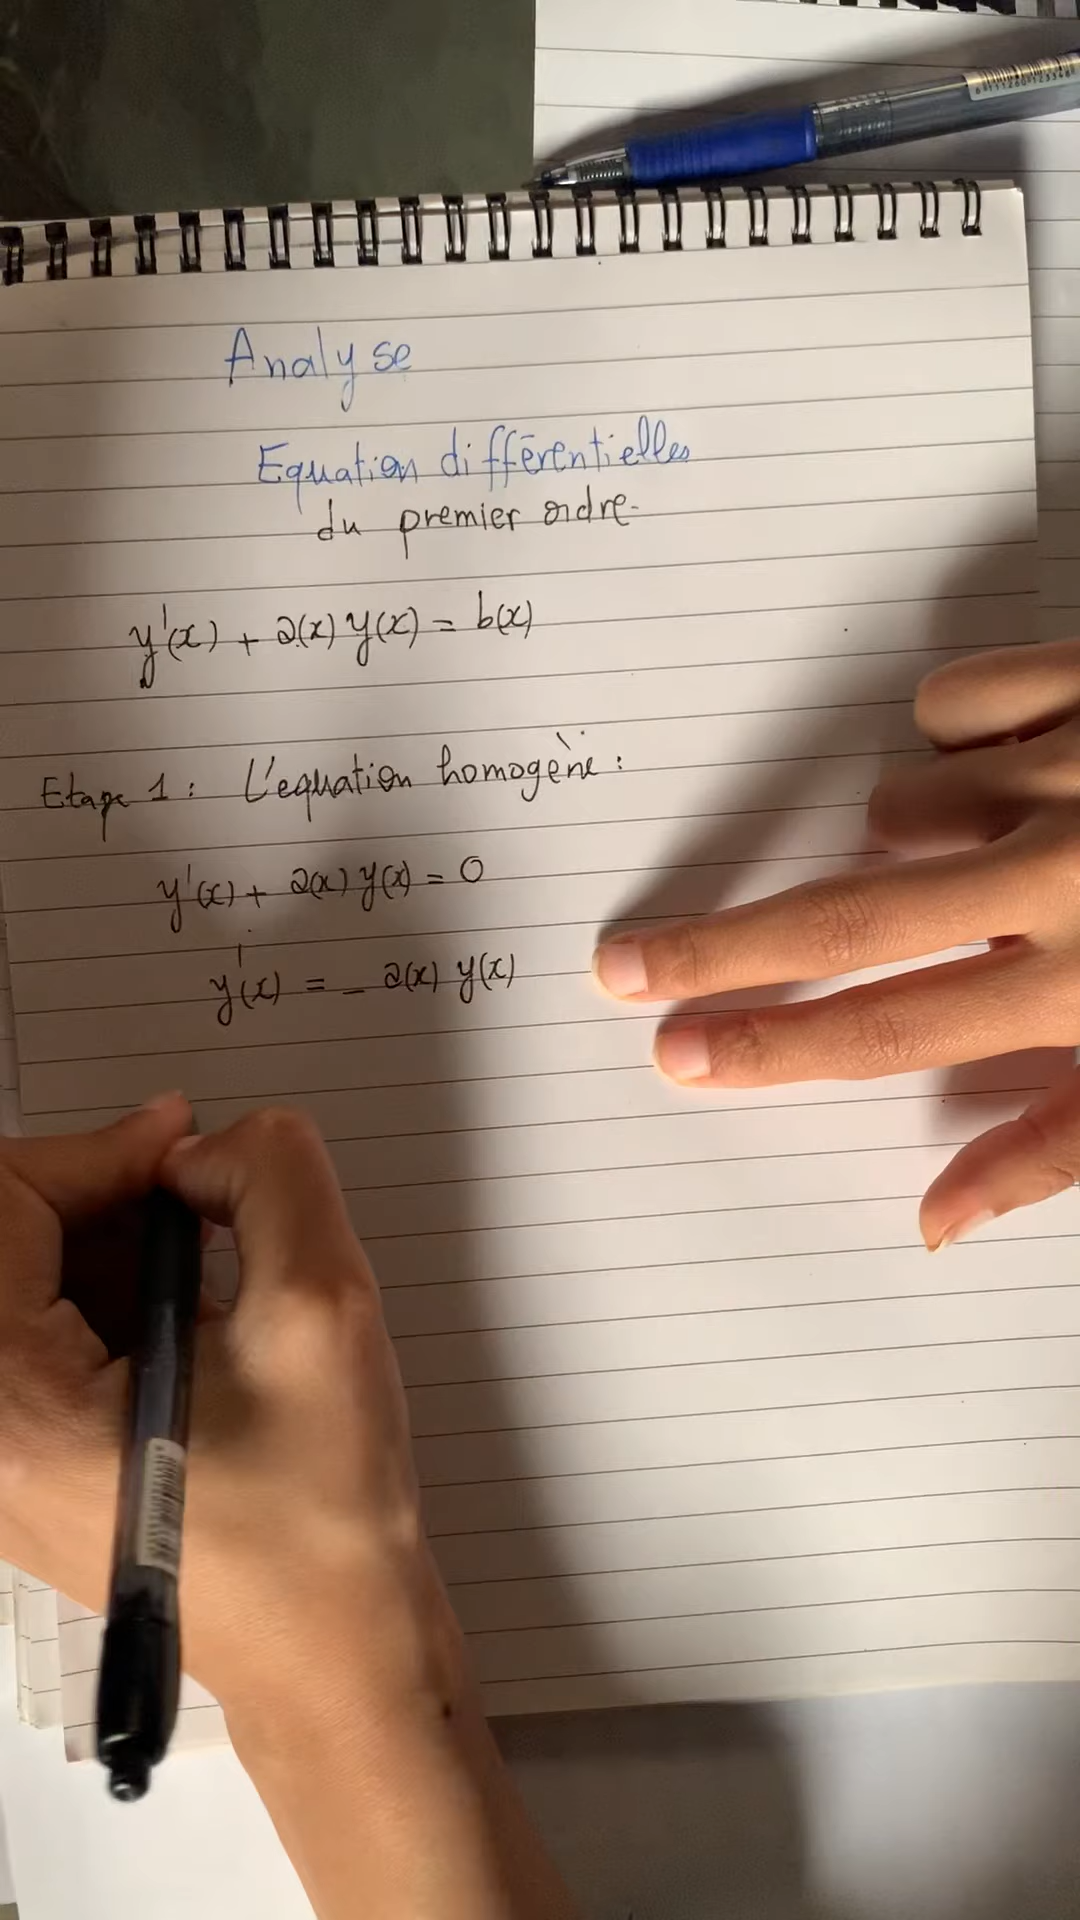 Analyse
Equation différentielles
du premier ordre.
y'(x) + a(x) y(x) = b(x)
Etape 1 : L'equation homogène :
y'(x) + a(x) y(x) = 0
y'(x) = - a(x) y(x)